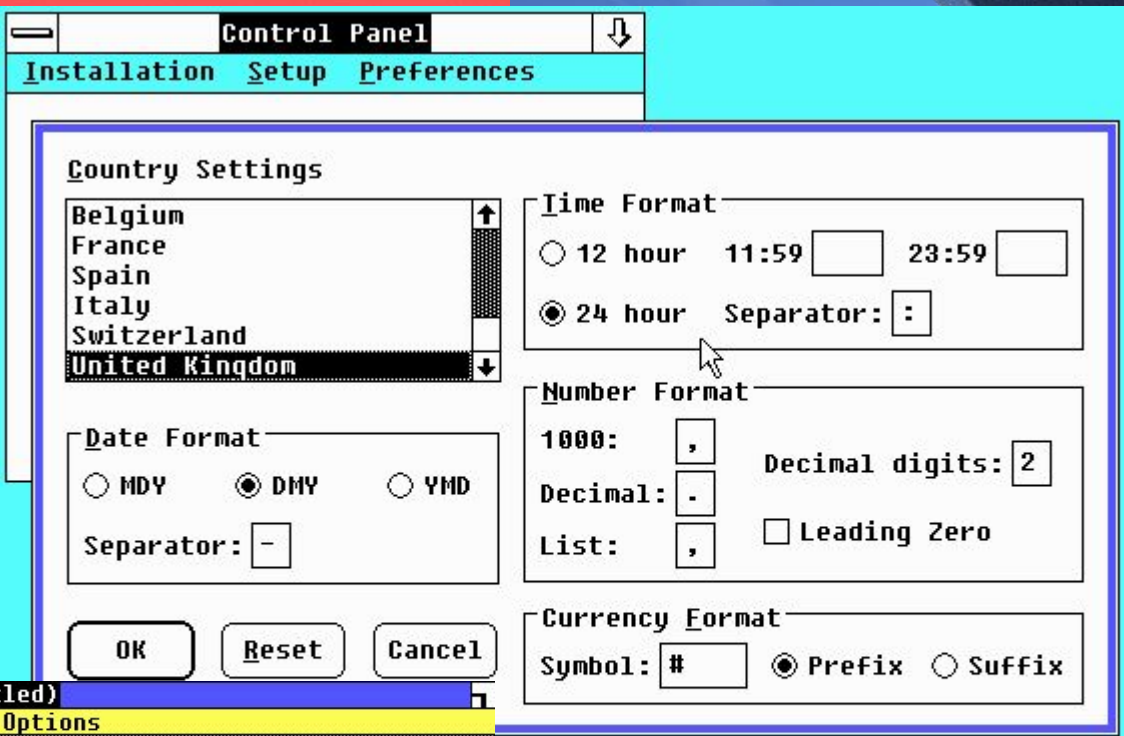 Control Panel
Installation Setup Preferences
Country Settings
Belgium
France
Spain
Italy
Switzerland
United Kingdom
Date Format
MDY DMY YMD
Separator: -
OK Reset Cancel
Time Format
12 hour 11:59 23:59
24 hour Separator: :
Number Format
1000: ,
Decimal: .
List: ,
Decimal digits: 2
Leading Zero
Currency Format
Symbol: # Prefix Suffix
led)
Options